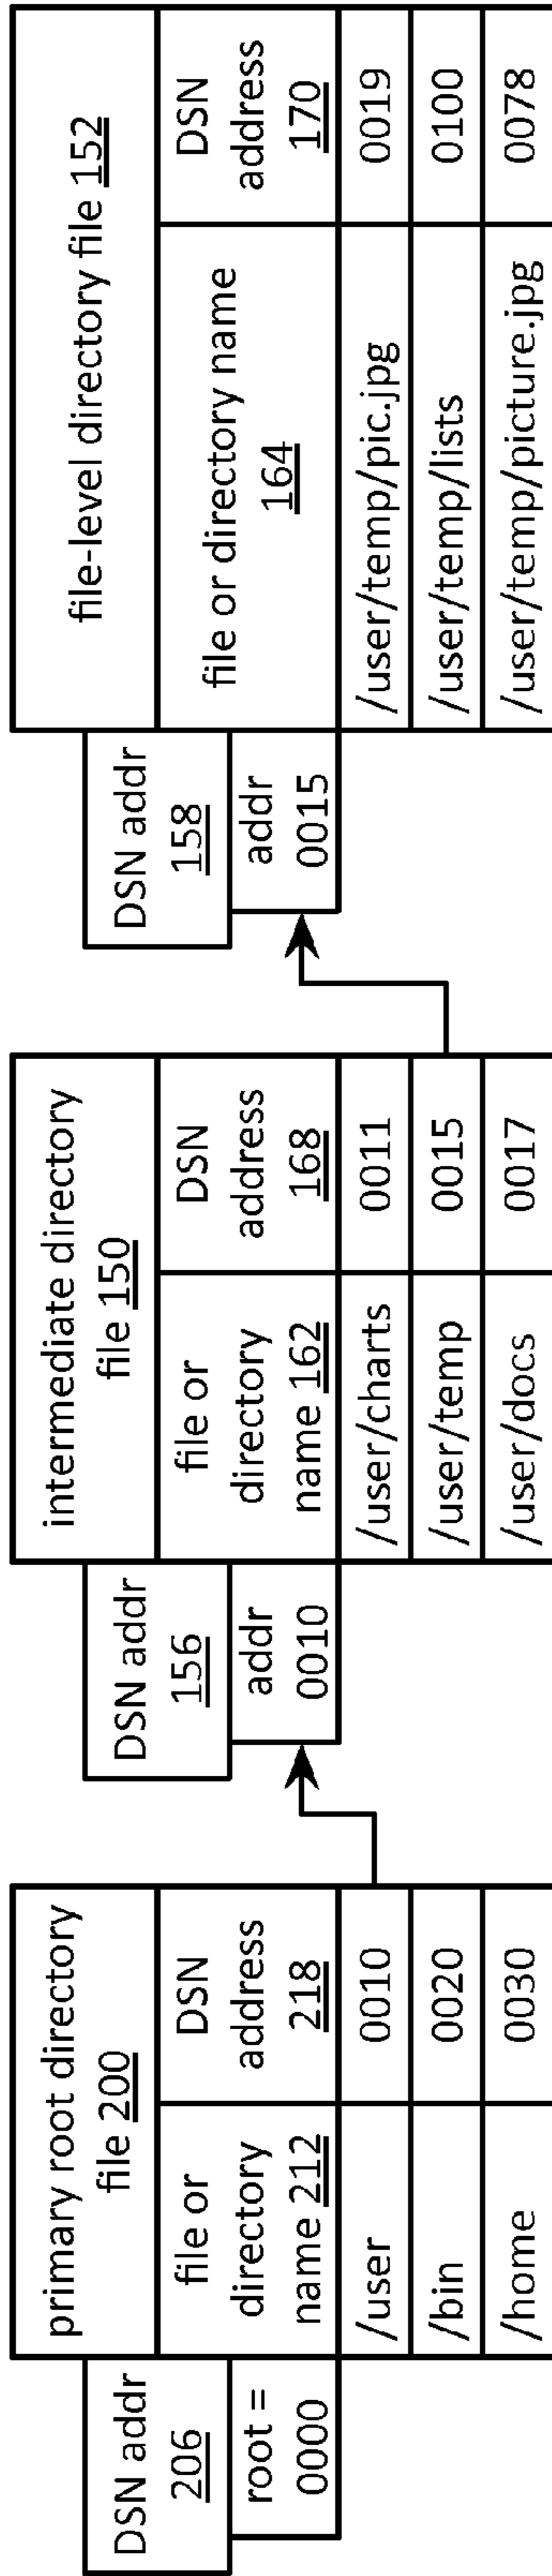 primary root directory
file 200
DSN addr
206
file or
directory
name 212
DSN
address
218
root =
0000
/user
0010
/bin
0020
/home
0030
intermediate directory
file 150
DSN addr
156
file or
directory
name 162
DSN
address
168
addr
0010
/user/charts
0011
/user/temp
0015
/user/docs
0017
file-level directory file 152
DSN addr
158
file or directory name
164
DSN
address
170
addr
0015
/user/temp/pic.jpg
0019
/user/temp/lists
0100
/user/temp/picture.jpg
0078